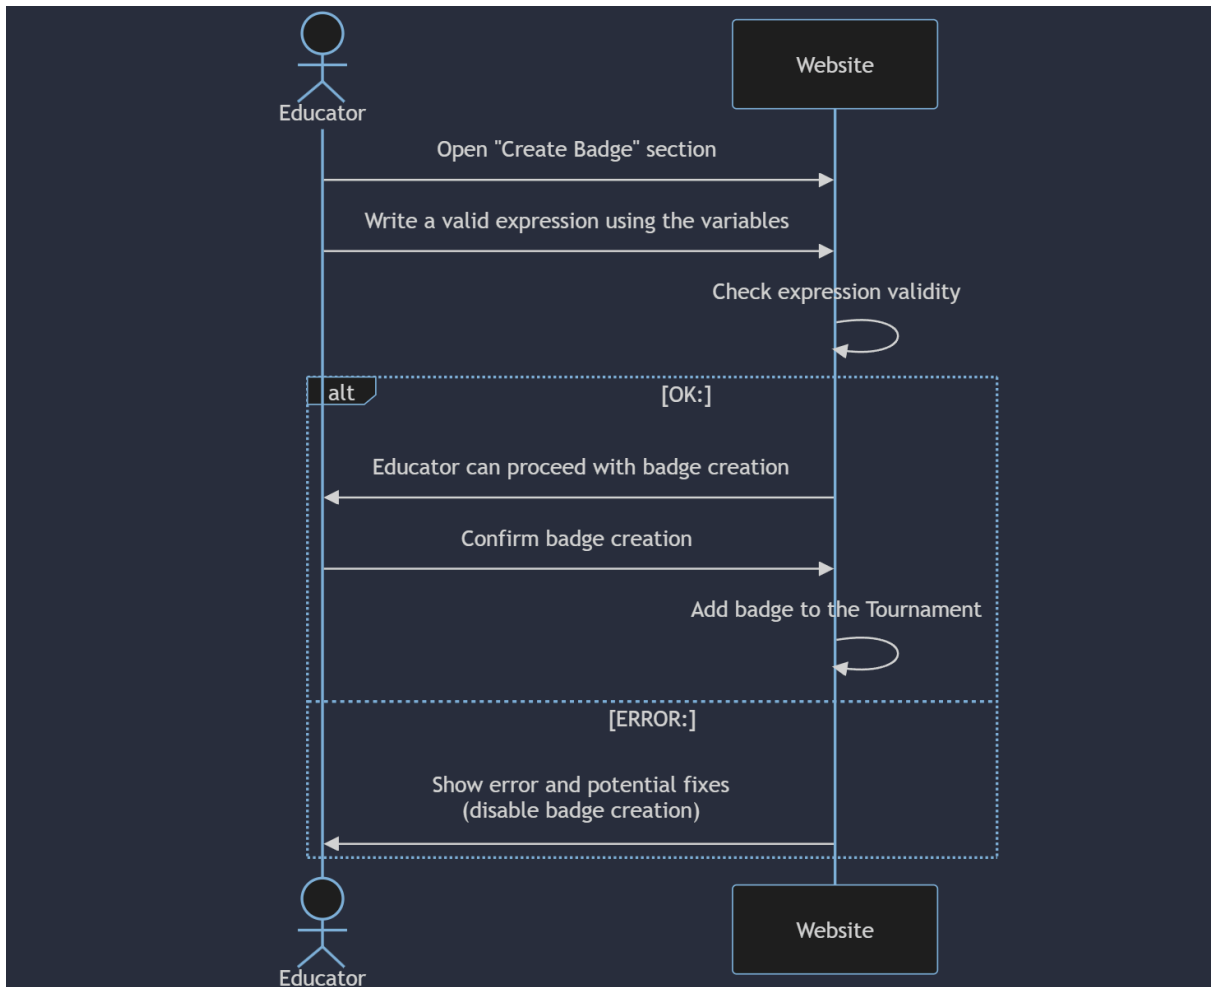 Educator
Website
Open "Create Badge" section
Write a valid expression using the variables
Check expression validity
alt
[OK:]
Educator can proceed with badge creation
Confirm badge creation
Add badge to the Tournament
[ERROR:]
Show error and potential fixes
(disable badge creation)
Website
Educator